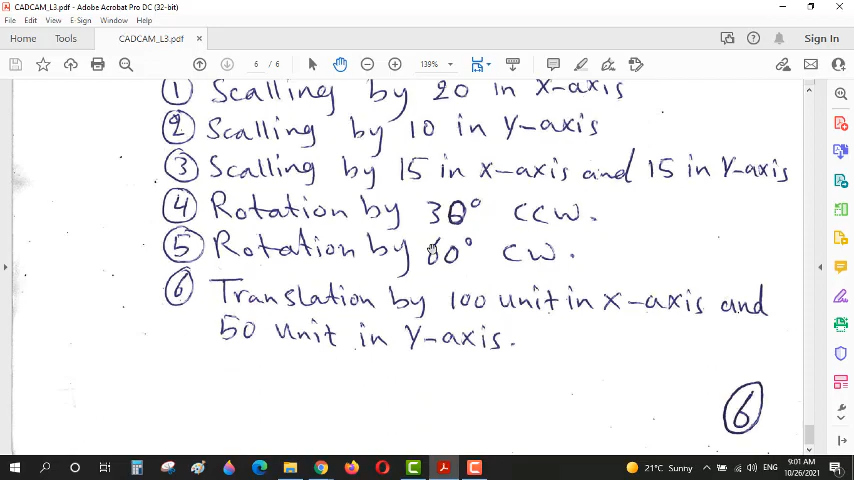 CADCAM_L3.pdf - Adobe Acrobat Pro DC (32-bit)
File Edit View E-Sign Window Help
Home Tools CADCAM_L3.pdf × Sign In
6 / 6 139%
① Scalling by 20 in X-axis
② Scalling by 10 in Y-axis
③ Scalling by 15 in x-axis and 15 in Y-axis
④ Rotation by 30° CCW.
⑤ Rotation by 60° CW.
⑥ Translation by 100 unit in X-axis and
50 Unit in Y-axis.
⑥
21°C Sunny ENG 9:01 AM
10/26/2021